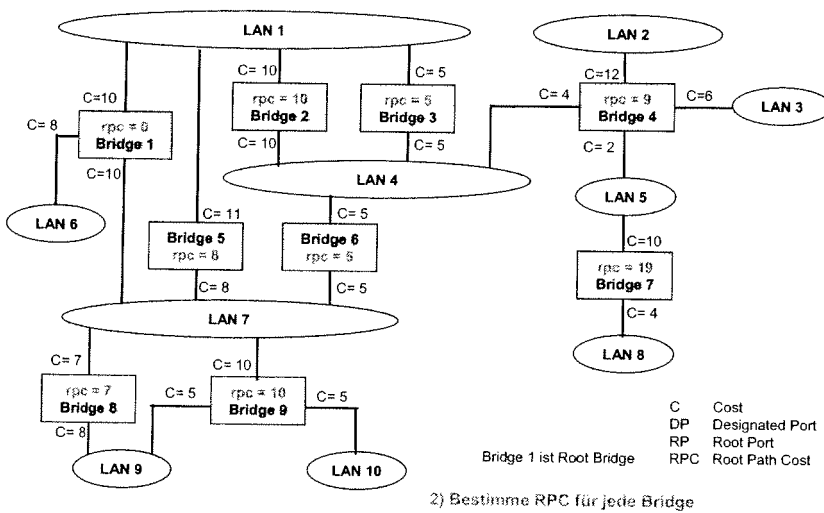 LAN 1
LAN 2
C=10
C= 10
C= 5
C=12
rpc = 0
Bridge 1
C= 8
C=10
rpc = 10
Bridge 2
C= 10
rpc = 5
Bridge 3
C= 5
C= 4
rpc = 9
Bridge 4
C=6
LAN 3
C= 2
LAN 4
LAN 5
LAN 6
C= 11
Bridge 5
rpc = 8
C= 8
C= 5
Bridge 6
rpc = 5
C= 5
C=10
rpc = 19
Bridge 7
C= 4
LAN 7
LAN 8
C= 7
rpc = 7
Bridge 8
C= 8
C= 10
C= 5
rpc = 10
Bridge 9
C= 5
LAN 9
LAN 10
C Cost
DP Designated Port
RP Root Port
Bridge 1 ist Root Bridge
RPC Root Path Cost
2) Bestimme RPC für jede Bridge